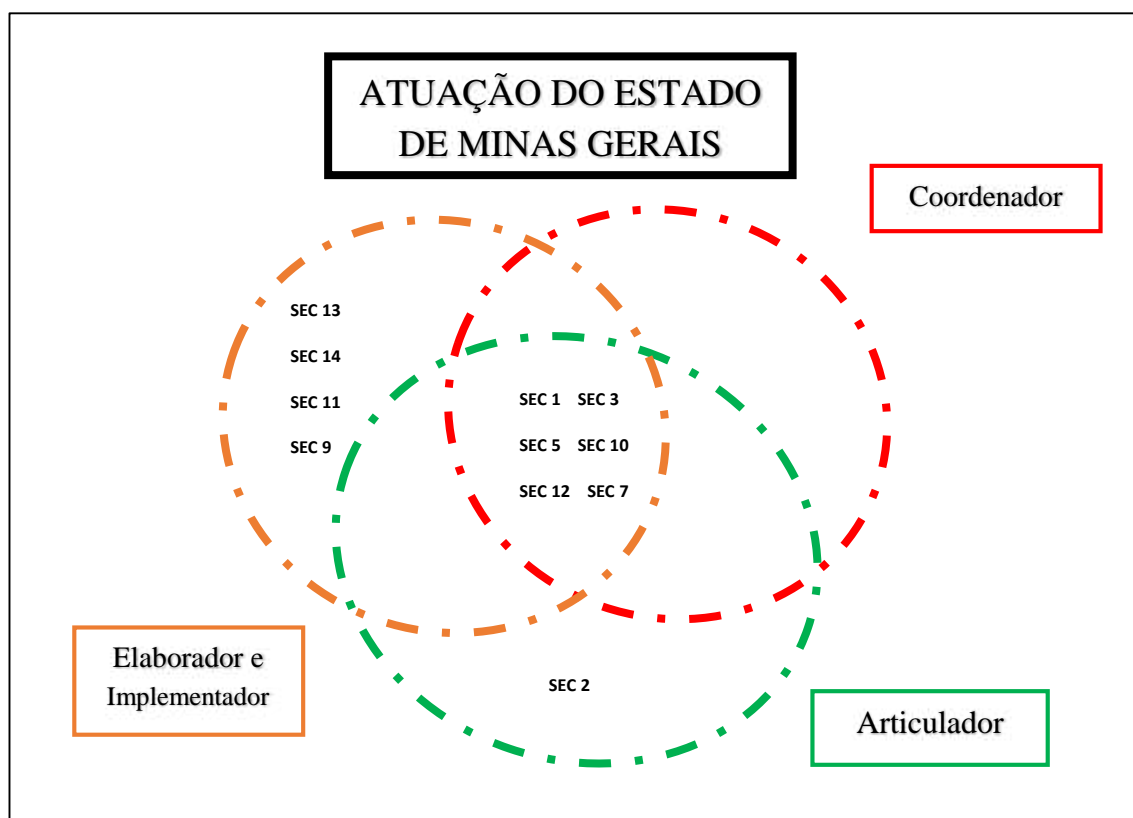 ATUAÇÃO DO ESTADO
DE MINAS GERAIS
Coordenador
SEC 13
SEC 14
SEC 11
SEC 9
SEC 1 SEC 3
SEC 5 SEC 10
SEC 12 SEC 7
Elaborador e
Implementador
SEC 2
Articulador